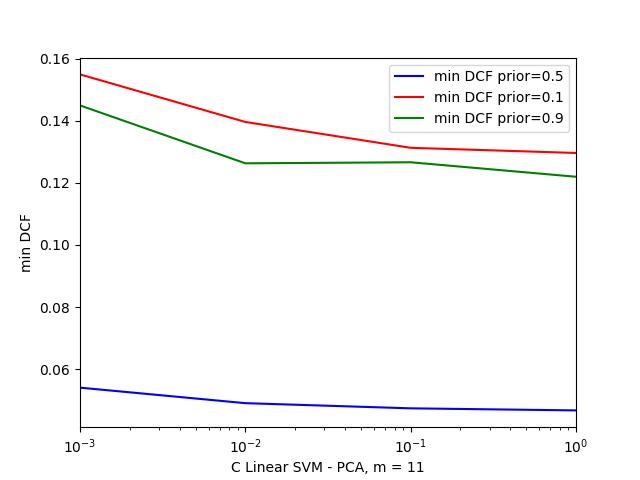 0.16
0.14
0.12
0.10
0.08
0.06
min DCF
min DCF prior=0.5
min DCF prior=0.1
min DCF prior=0.9
10⁻³
10⁻²
10⁻¹
10⁰
C Linear SVM - PCA, m = 11